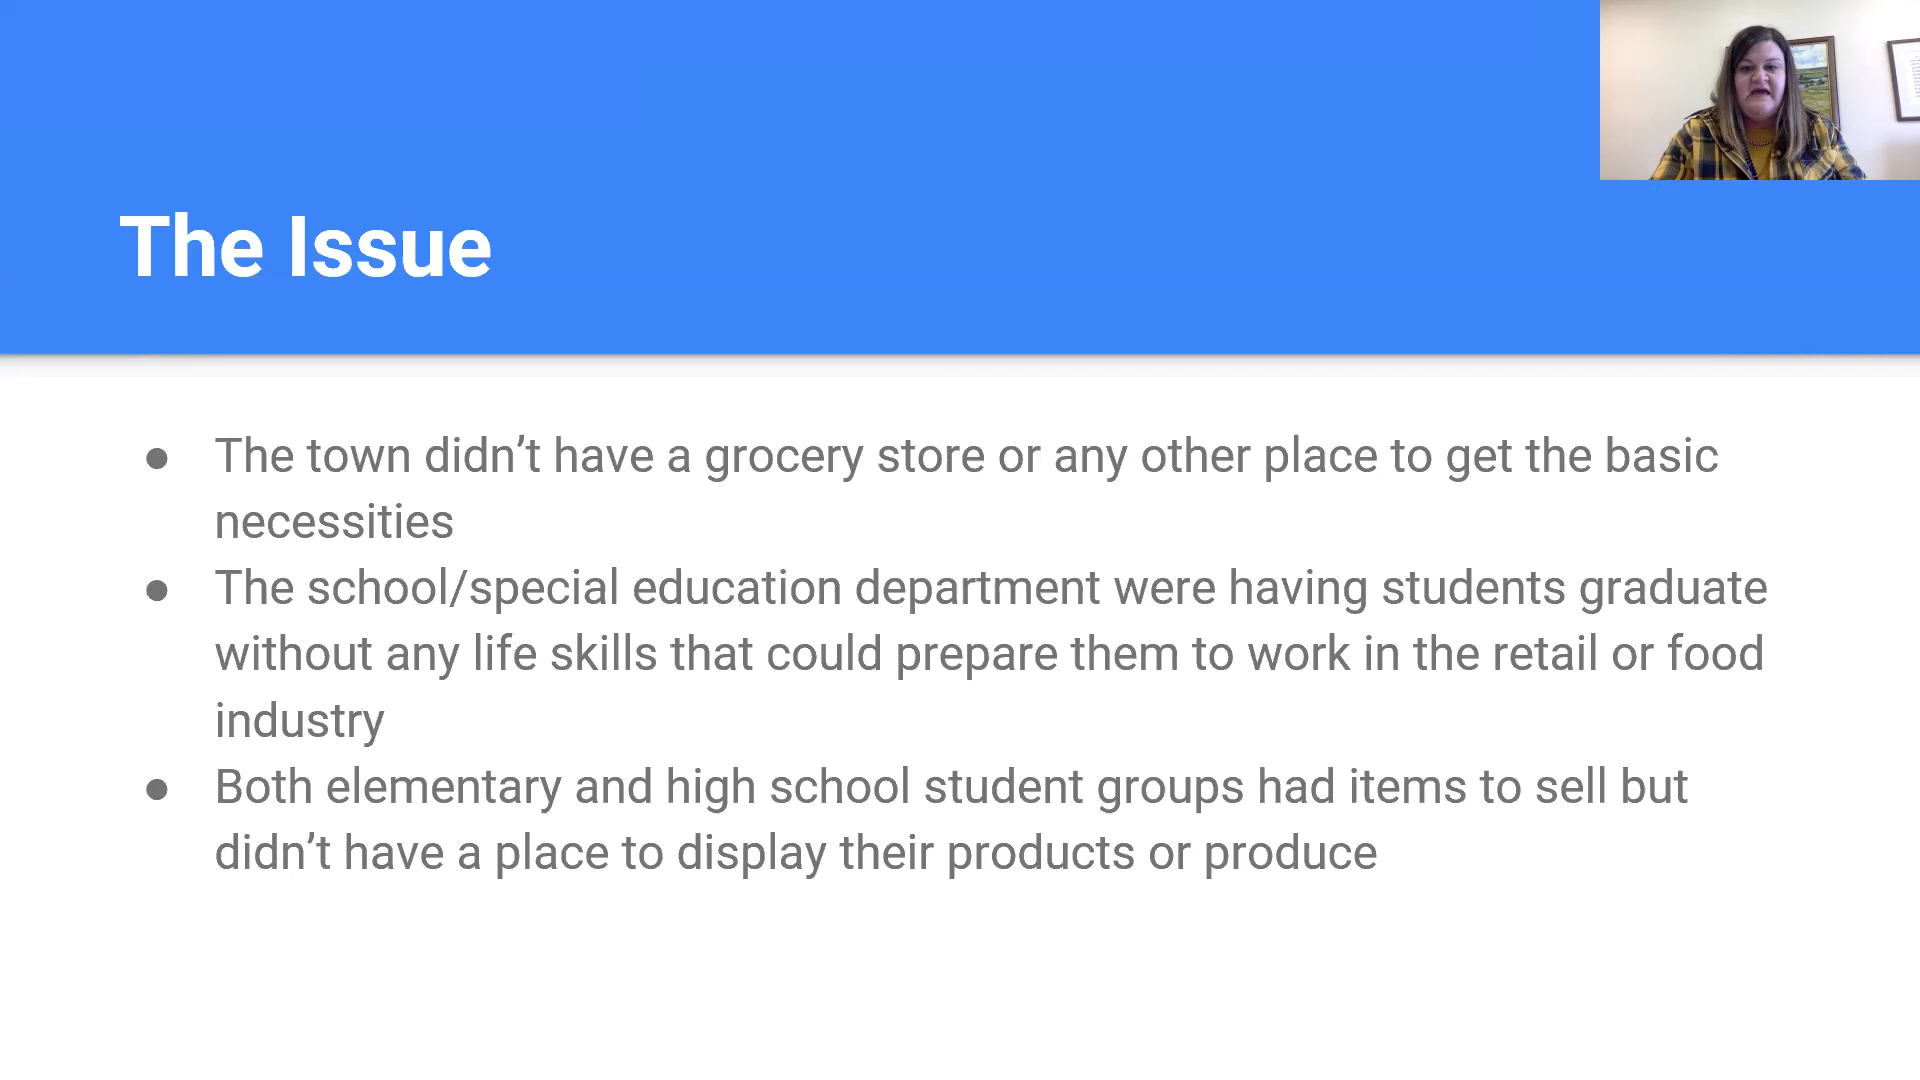 The Issue
● The town didn’t have a grocery store or any other place to get the basic
necessities
● The school/special education department were having students graduate
without any life skills that could prepare them to work in the retail or food
industry
● Both elementary and high school student groups had items to sell but
didn’t have a place to display their products or produce